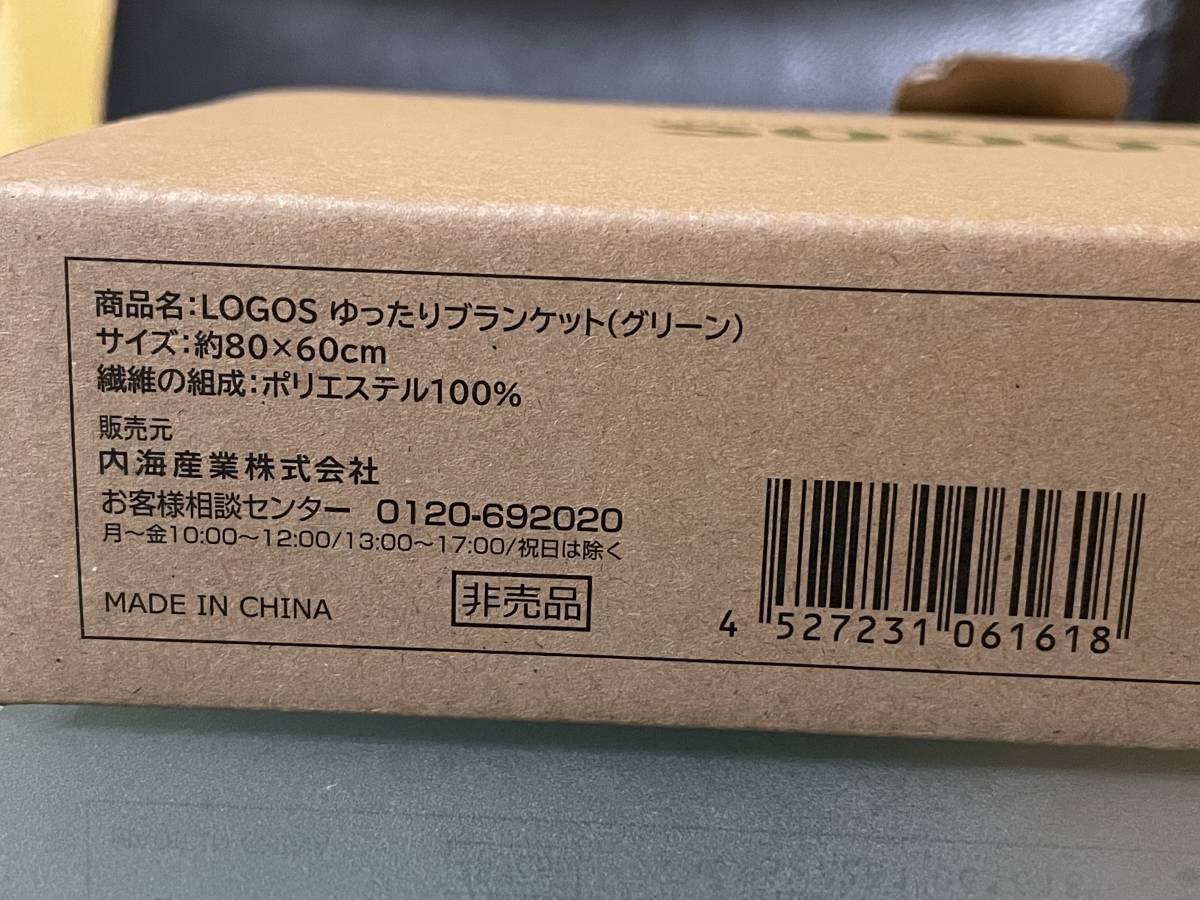 商品名:LOGOS ゆったりブランケット(グリーン)
サイズ:約80×60cm
繊維の組成:ポリエステル100%
販売元
内海産業株式会社
お客様相談センター 0120-692020
月〜金10:00〜12:00/13:00〜17:00/祝日は除く
MADE IN CHINA
非売品
4 527231 061618